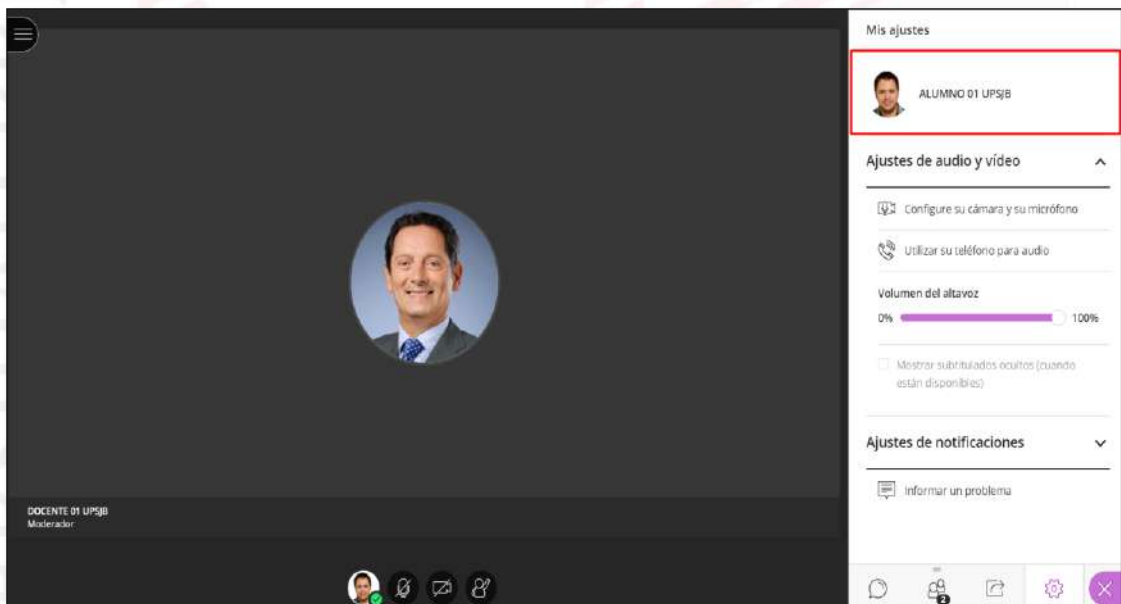 Mis ajustes
ALUMNO 01 UPSJB
Ajustes de audio y vídeo
Configure su cámara y su micrófono
Utilizar su teléfono para audio
Volumen del altavoz
0% 100%
Mostrar subtitulados ocultos (cuando
están disponibles)
Ajustes de notificaciones
Informar un problema
DOCENTE 01 UPSJB
Moderador
2